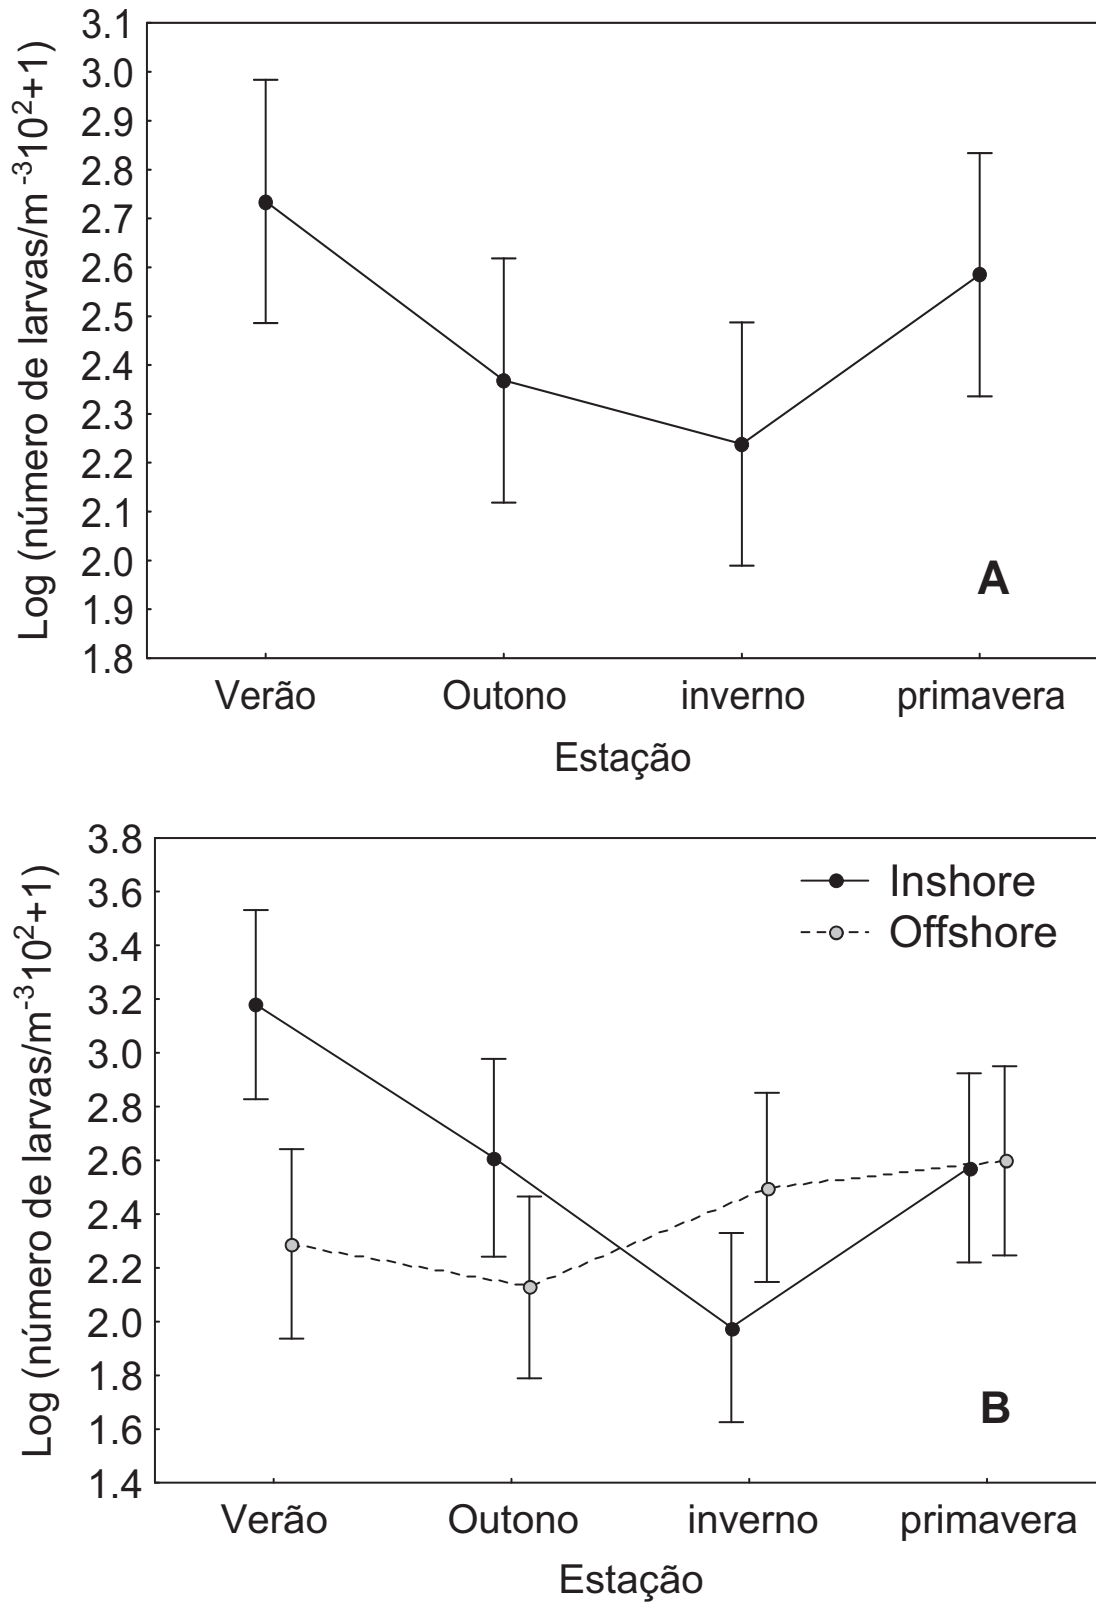 Log (número de larvas/m⁻³10²+1)
3.1
3.0
2.9
2.8
2.7
2.6
2.5
2.4
2.3
2.2
2.1
2.0
1.9
1.8
A
Verão Outono inverno primavera
Estação
Log (número de larvas/m⁻³10²+1)
3.8
3.6
3.4
3.2
3.0
2.8
2.6
2.4
2.2
2.0
1.8
1.6
1.4
Inshore
Offshore
B
Verão Outono inverno primavera
Estação